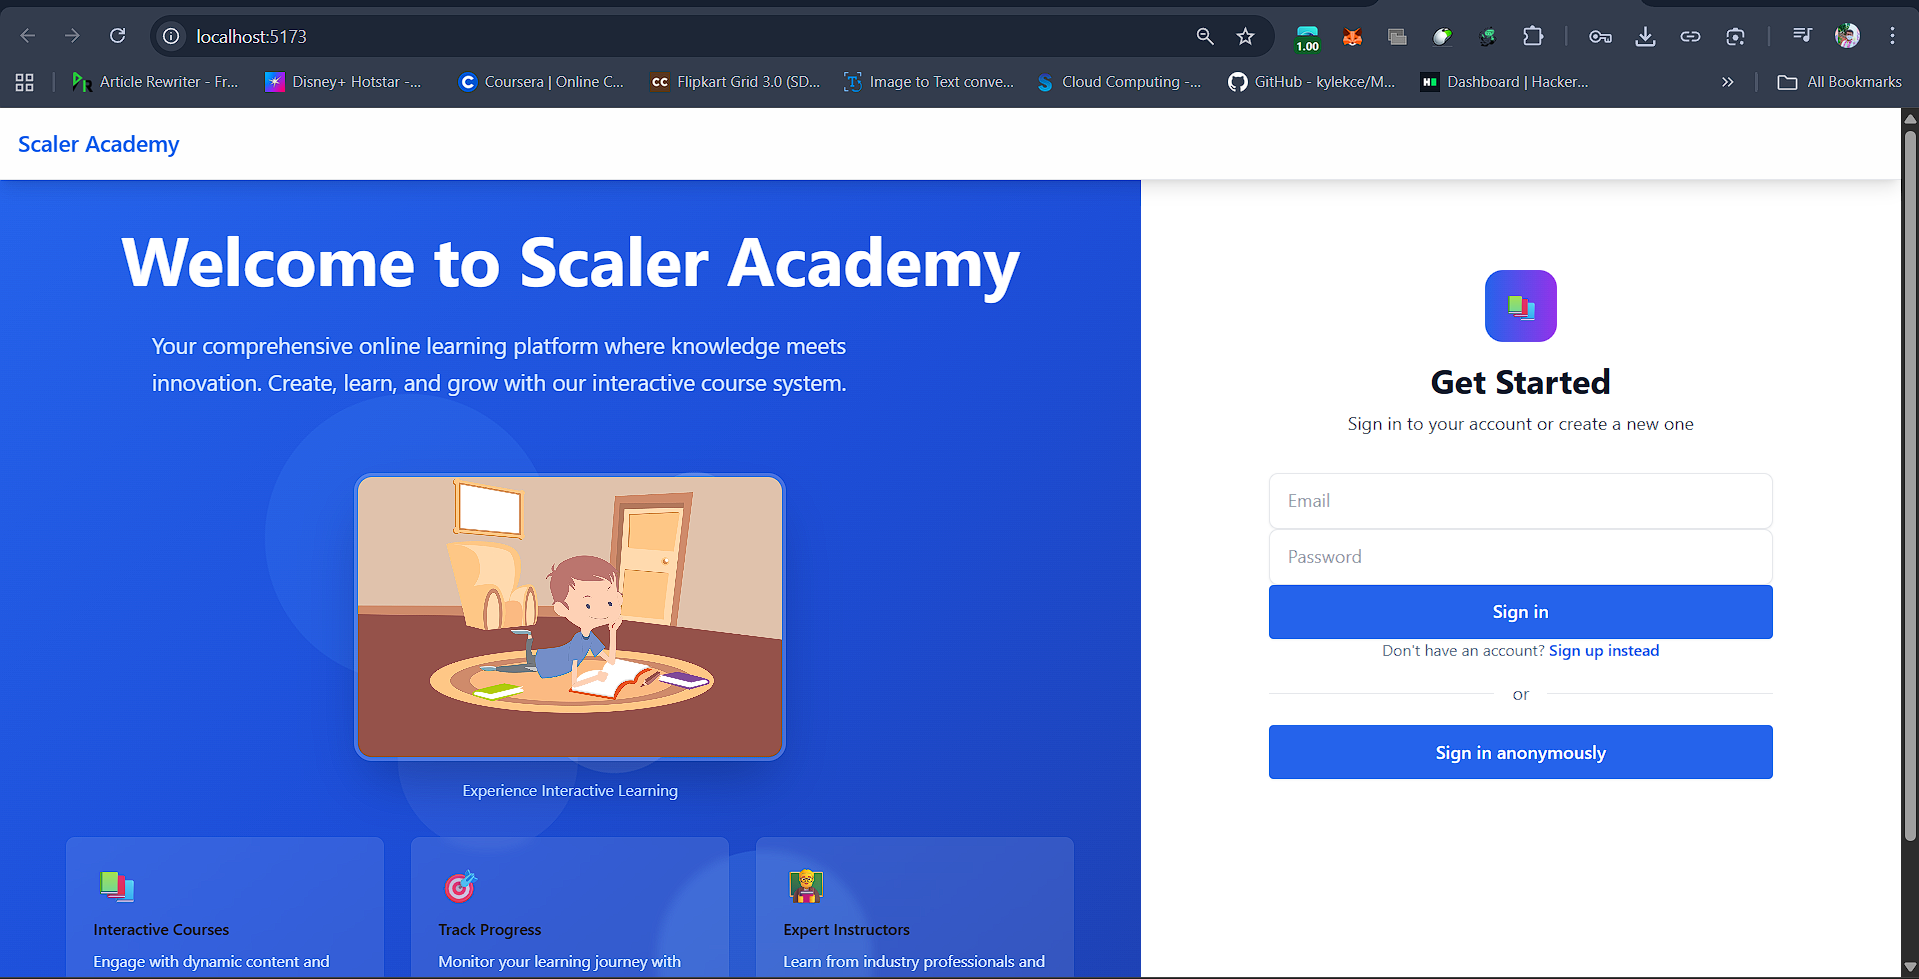 localhost:5173
1.00
Article Rewriter - Fr...
Disney+ Hotstar -...
Coursera | Online C...
CC
Flipkart Grid 3.0 (SD...
Image to Text conve...
Cloud Computing -...
GitHub - kylekce/M...
Dashboard | Hacker...
All Bookmarks
Scaler Academy
Welcome to Scaler Academy
Your comprehensive online learning platform where knowledge meets
innovation. Create, learn, and grow with our interactive course system.
Experience Interactive Learning
Interactive Courses
Engage with dynamic content and
Track Progress
Monitor your learning journey with
Expert Instructors
Learn from industry professionals and
Get Started
Sign in to your account or create a new one
Email
Password
Sign in
Don't have an account? Sign up instead
or
Sign in anonymously